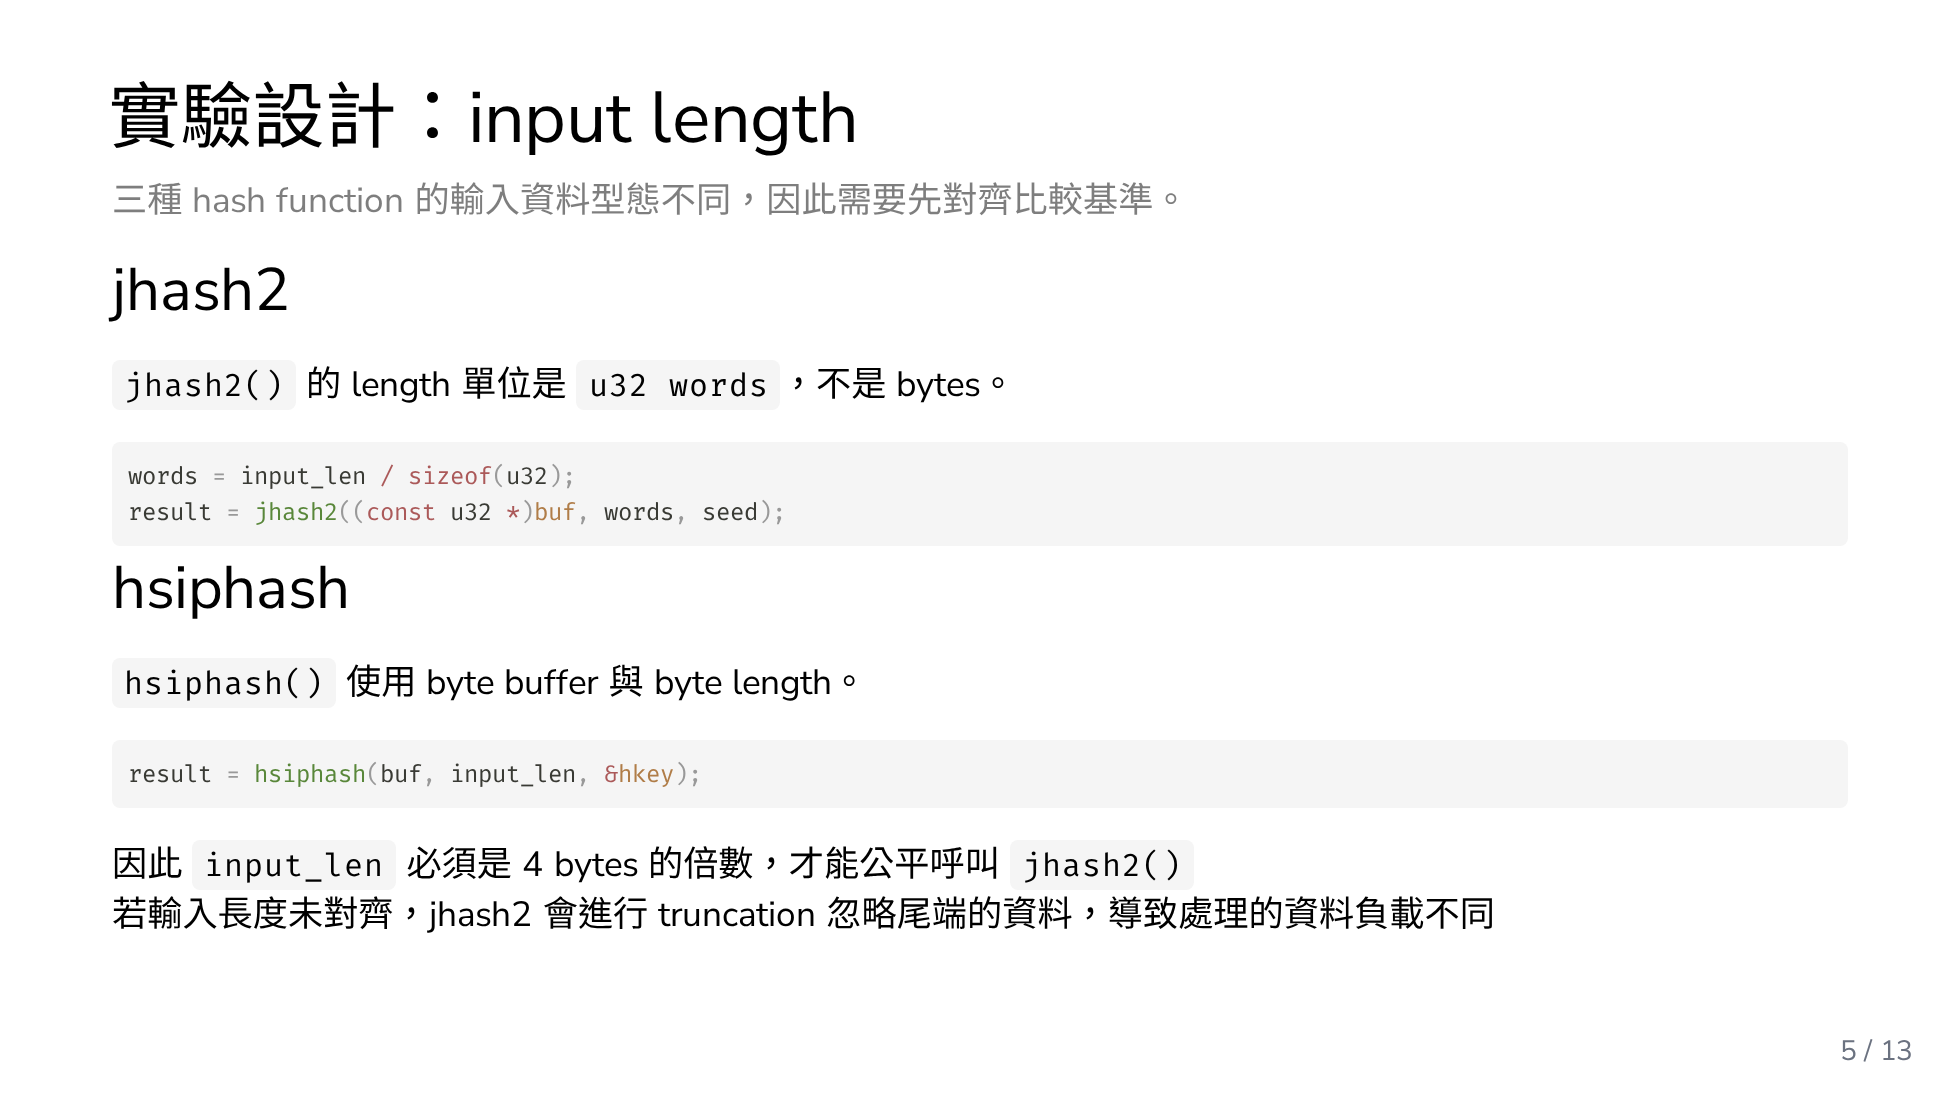 實驗設計：input length
三種 hash function 的輸入資料型態不同，因此需要先對齊比較基準。
jhash2
jhash2() 的 length 單位是 u32 words ，不是 bytes。
words = input_len / sizeof(u32);
result = jhash2((const u32 *)buf, words, seed);
hsiphash
hsiphash() 使用 byte buffer 與 byte length。
result = hsiphash(buf, input_len, &hkey);
因此 input_len 必須是 4 bytes 的倍數，才能公平呼叫 jhash2()
若輸入長度未對齊，jhash2 會進行 truncation 忽略尾端的資料，導致處理的資料負載不同
5 / 13